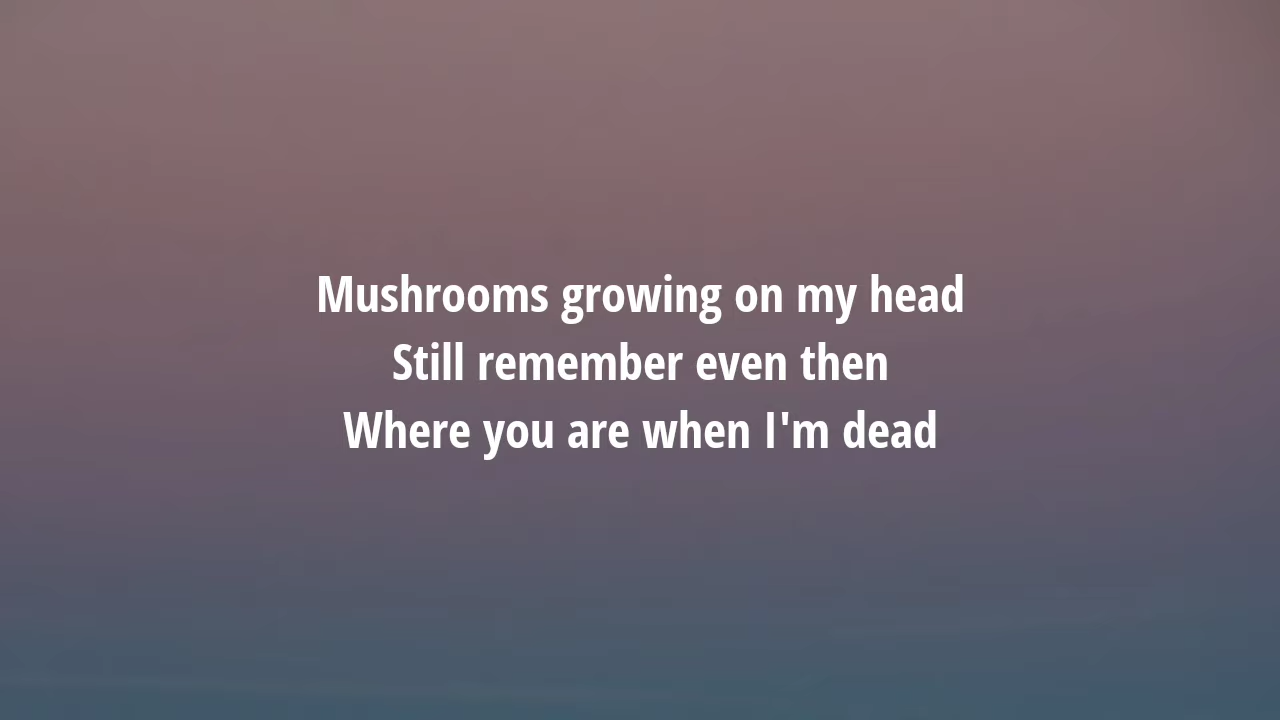 Mushrooms growing on my head
Still remember even then
Where you are when I'm dead